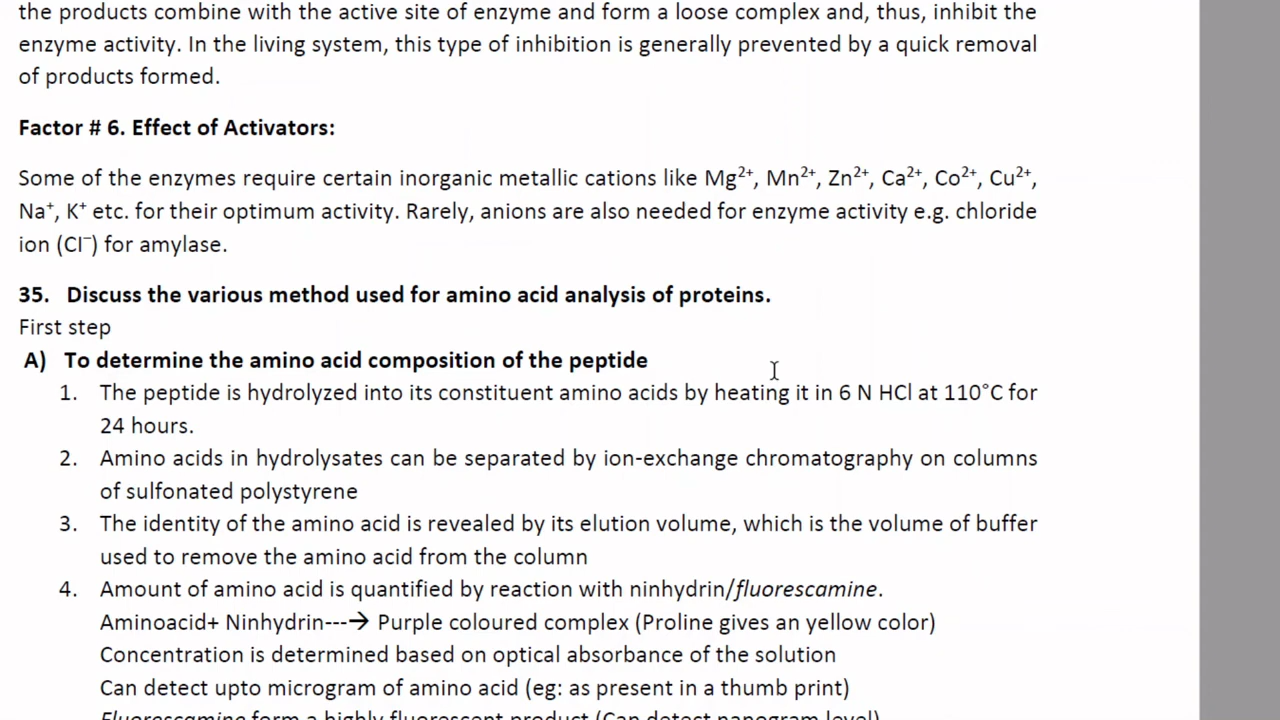 the products combine with the active site of enzyme and form a loose complex and, thus, inhibit the
enzyme activity. In the living system, this type of inhibition is generally prevented by a quick removal
of products formed.
Factor # 6. Effect of Activators:
Some of the enzymes require certain inorganic metallic cations like Mg²⁺, Mn²⁺, Zn²⁺, Ca²⁺, Co²⁺, Cu²⁺,
Na⁺, K⁺ etc. for their optimum activity. Rarely, anions are also needed for enzyme activity e.g. chloride
ion (CI⁻) for amylase.
35. Discuss the various method used for amino acid analysis of proteins.
First step
A) To determine the amino acid composition of the peptide
1. The peptide is hydrolyzed into its constituent amino acids by heating it in 6 N HCl at 110°C for
24 hours.
2. Amino acids in hydrolysates can be separated by ion-exchange chromatography on columns
of sulfonated polystyrene
3. The identity of the amino acid is revealed by its elution volume, which is the volume of buffer
used to remove the amino acid from the column
4. Amount of amino acid is quantified by reaction with ninhydrin/fluorescamine.
Aminoacid+ Ninhydrin---→ Purple coloured complex (Proline gives an yellow color)
Concentration is determined based on optical absorbance of the solution
Can detect upto microgram of amino acid (eg: as present in a thumb print)
Fluorescamine form a highly fluorescent product (Can detect nanogram level)